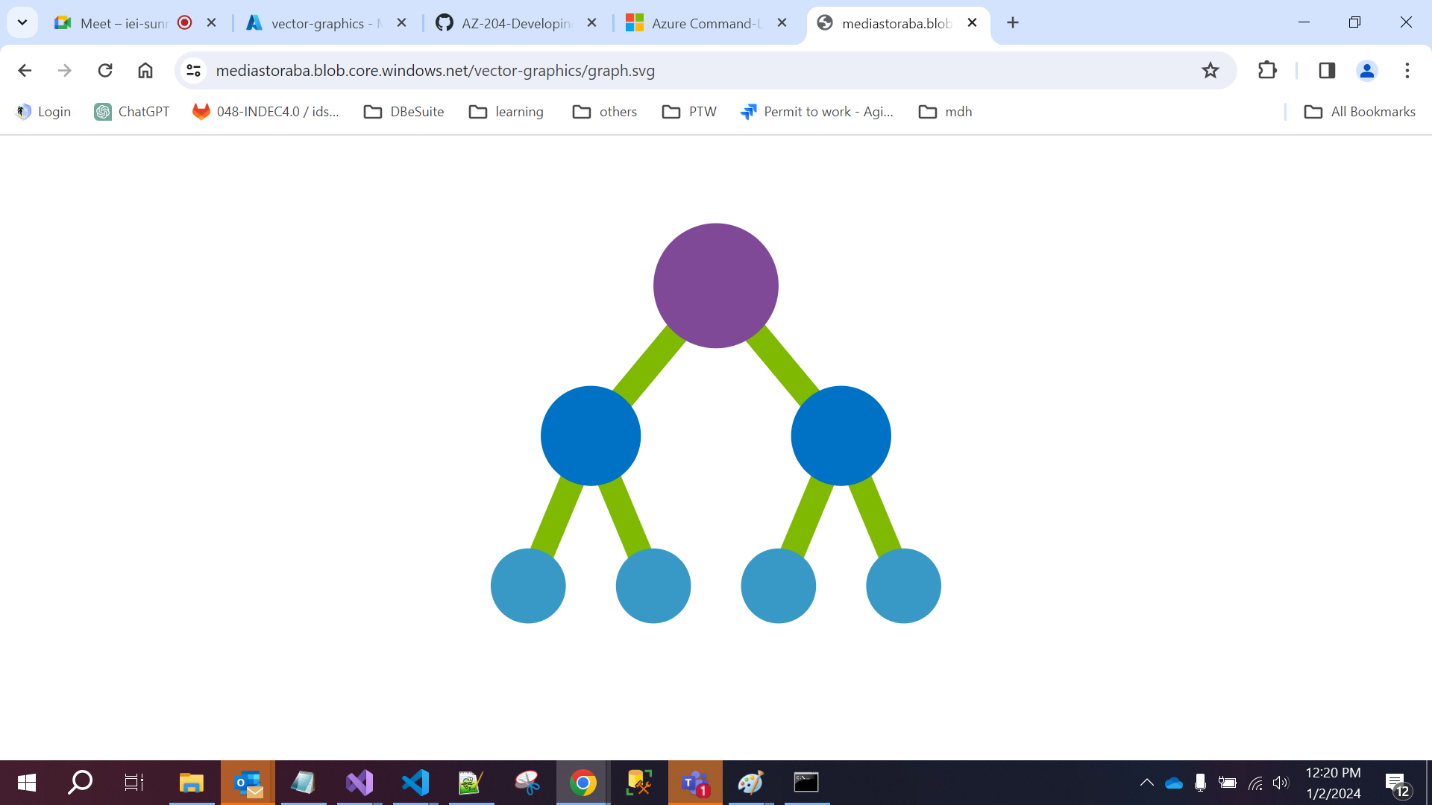 Meet – iei-sunr
vector-graphics - M
AZ-204-Developin
Azure Command-L
mediastoraba.blob
mediastoraba.blob.core.windows.net/vector-graphics/graph.svg
Login
ChatGPT
048-INDEC4.0 / ids...
DBeSuite
learning
others
PTW
Permit to work - Agi...
mdh
All Bookmarks
12:20 PM
1/2/2024
1
12